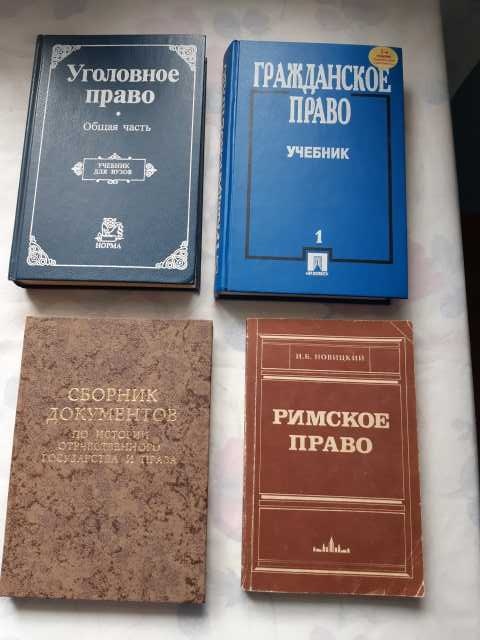 Уголовное
право
Общая часть
УЧЕБНИК
ДЛЯ ВУЗОВ
НОРМА
ГРАЖДАНСКОЕ
ПРАВО
УЧЕБНИК
1
СБОРНИК
ДОКУМЕНТОВ
ПО ИСТОРИИ
ОТЕЧЕСТВЕННОГО
ГОСУДАРСТВА И ПРАВА
И.Б. НОВИЦКИЙ
РИМСКОЕ
ПРАВО